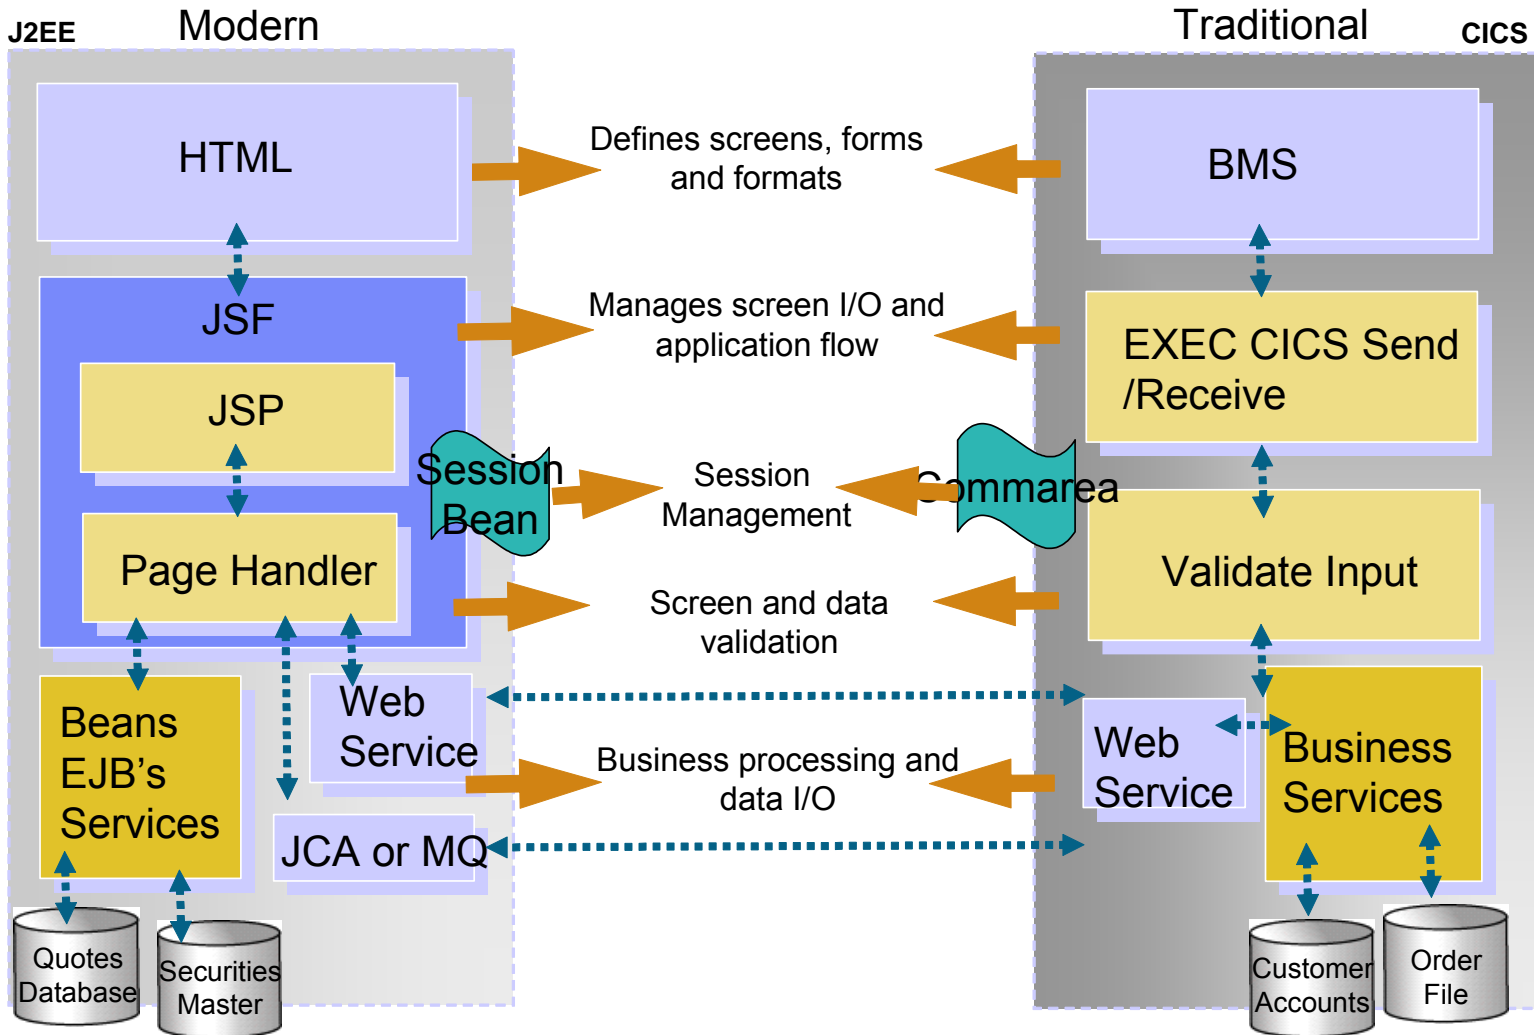 J2EE
Modern
Traditional
CICS
HTML
Defines screens, forms
and formats
BMS
JSF
Manages screen I/O and
application flow
EXEC CICS Send
/Receive
JSP
Session
Bean
Session
Management
Commarea
Page Handler
Screen and data
validation
Validate Input
Beans
EJB's
Services
Web
Service
Business processing and
data I/O
Web
Service
Business
Services
JCA or MQ
Quotes
Database
Securities
Master
Customer
Accounts
Order
File